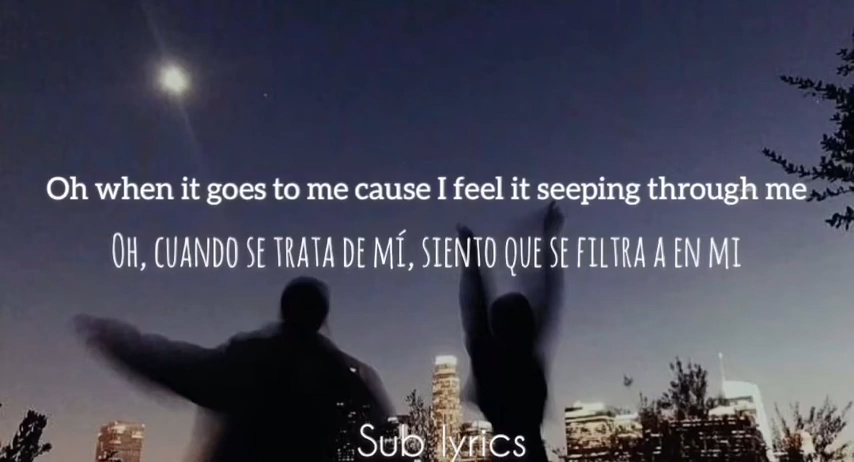 Oh when it goes to me cause I feel it seeping through me
OH, CUANDO SE TRATA DE MÍ, SIENTO QUE SE FILTRA A EN MI
Sub lyrics